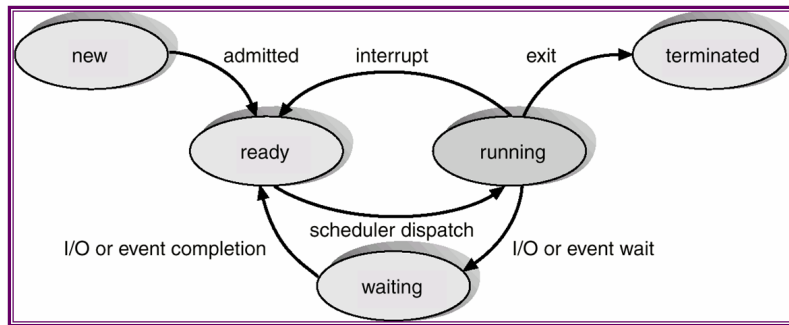 new
admitted
interrupt
exit
terminated
ready
running
scheduler dispatch
I/O or event completion
I/O or event wait
waiting